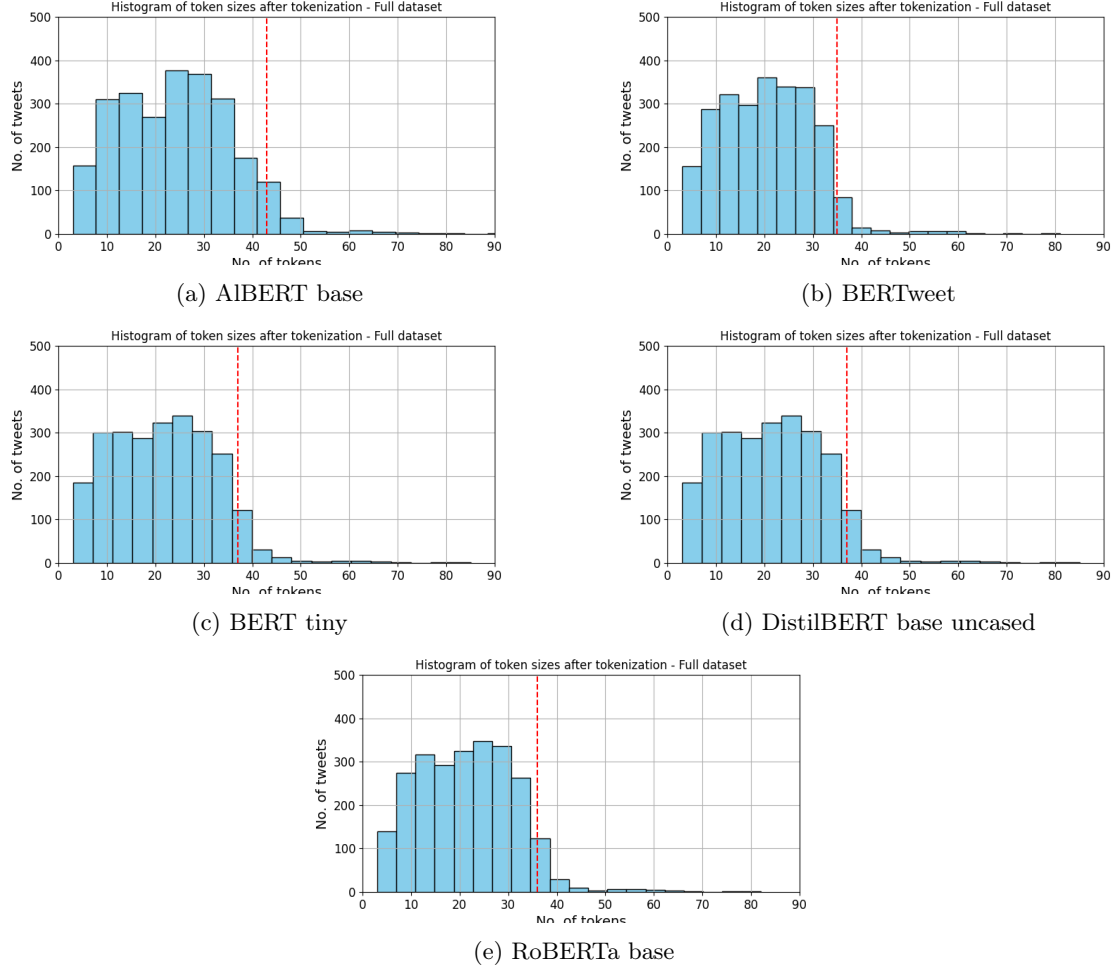 Histogram of token sizes after tokenization - Full dataset
500
400
300
200
100
0
No. of tweets
0 10 20 30 40 50 60 70 80 90
No. of tokens
(a) AlBERT base
Histogram of token sizes after tokenization - Full dataset
500
400
300
200
100
0
No. of tweets
0 10 20 30 40 50 60 70 80 90
No. of tokens
(b) BERTweet
Histogram of token sizes after tokenization - Full dataset
500
400
300
200
100
0
No. of tweets
0 10 20 30 40 50 60 70 80 90
No. of tokens
(c) BERT tiny
Histogram of token sizes after tokenization - Full dataset
500
400
300
200
100
0
No. of tweets
0 10 20 30 40 50 60 70 80 90
No. of tokens
(d) DistilBERT base uncased
Histogram of token sizes after tokenization - Full dataset
500
400
300
200
100
0
No. of tweets
0 10 20 30 40 50 60 70 80 90
No. of tokens
(e) RoBERTa base